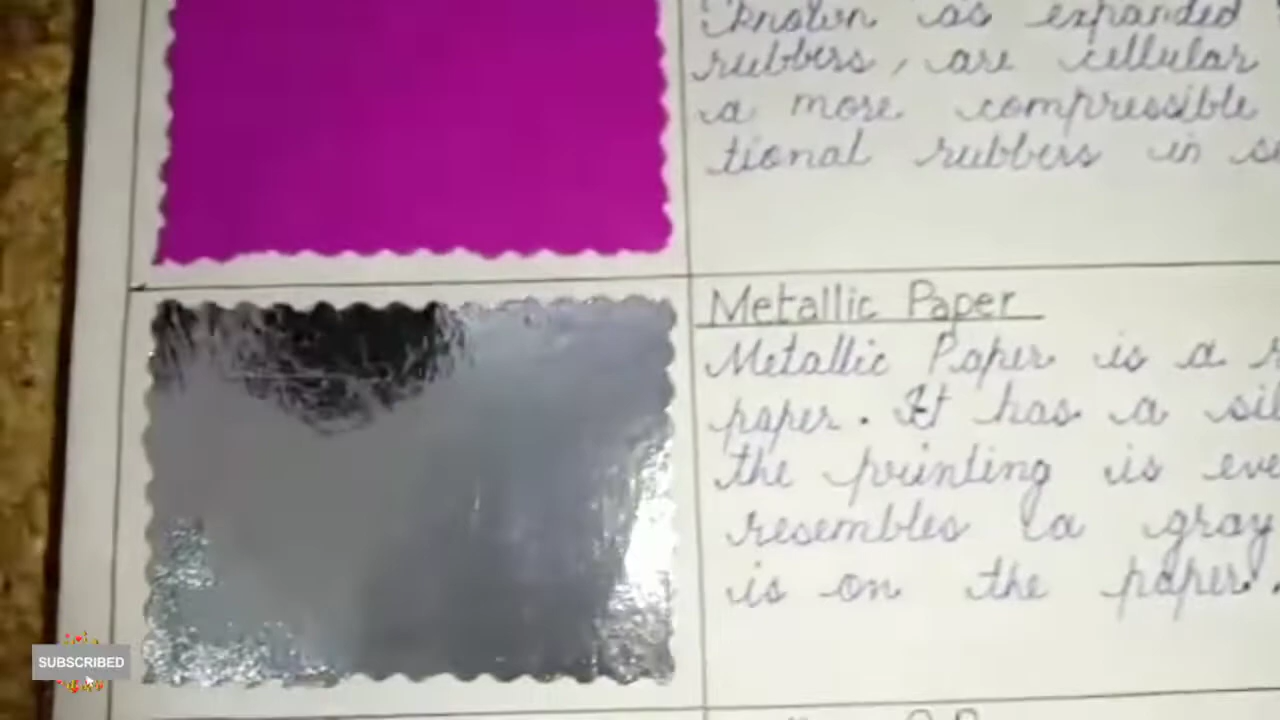 known as expanded
rubbers, are cellular
a more compressible
tional rubbers in
Metallic Paper
Metallic Paper is a
paper. It has a
the printing is
resembles a gray
is on the paper.
SUBSCRIBED